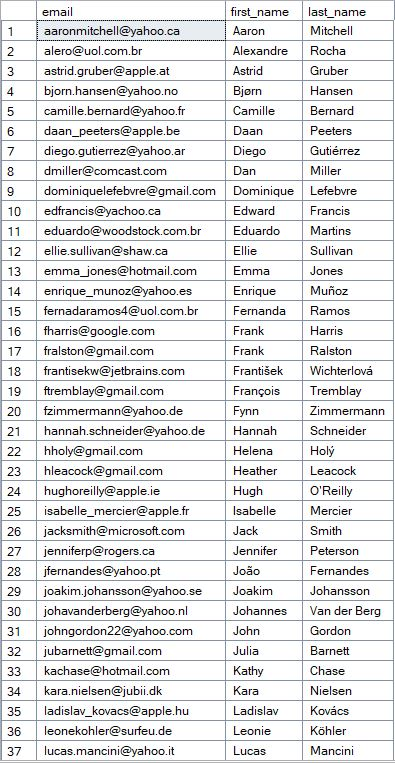 email first_name last_name
1 aaronmitchell@yahoo.ca Aaron Mitchell
2 alero@uol.com.br Alexandre Rocha
3 astrid.gruber@apple.at Astrid Gruber
4 bjorn.hansen@yahoo.no Bjørn Hansen
5 camille.bernard@yahoo.fr Camille Bernard
6 daan_peeters@apple.be Daan Peeters
7 diego.gutierrez@yahoo.ar Diego Gutiérrez
8 dmiller@comcast.com Dan Miller
9 dominiquelefebvre@gmail.com Dominique Lefebvre
10 edfrancis@yachoo.ca Edward Francis
11 eduardo@woodstock.com.br Eduardo Martins
12 ellie.sullivan@shaw.ca Ellie Sullivan
13 emma_jones@hotmail.com Emma Jones
14 enrique_munoz@yahoo.es Enrique Muñoz
15 fernadaramos4@uol.com.br Fernanda Ramos
16 fharris@google.com Frank Harris
17 fralston@gmail.com Frank Ralston
18 frantisekw@jetbrains.com František Wichterlová
19 ftremblay@gmail.com François Tremblay
20 fzimmermann@yahoo.de Fynn Zimmermann
21 hannah.schneider@yahoo.de Hannah Schneider
22 hholy@gmail.com Helena Holý
23 hleacock@gmail.com Heather Leacock
24 hughoreilly@apple.ie Hugh O'Reilly
25 isabelle_mercier@apple.fr Isabelle Mercier
26 jacksmith@microsoft.com Jack Smith
27 jenniferp@rogers.ca Jennifer Peterson
28 jfernandes@yahoo.pt João Fernandes
29 joakim.johansson@yahoo.se Joakim Johansson
30 johavanderberg@yahoo.nl Johannes Van der Berg
31 johngordon22@yahoo.com John Gordon
32 jubarnett@gmail.com Julia Barnett
33 kachase@hotmail.com Kathy Chase
34 kara.nielsen@jubii.dk Kara Nielsen
35 ladislav_kovacs@apple.hu Ladislav Kovács
36 leonekohler@surfeu.de Leonie Köhler
37 lucas.mancini@yahoo.it Lucas Mancini